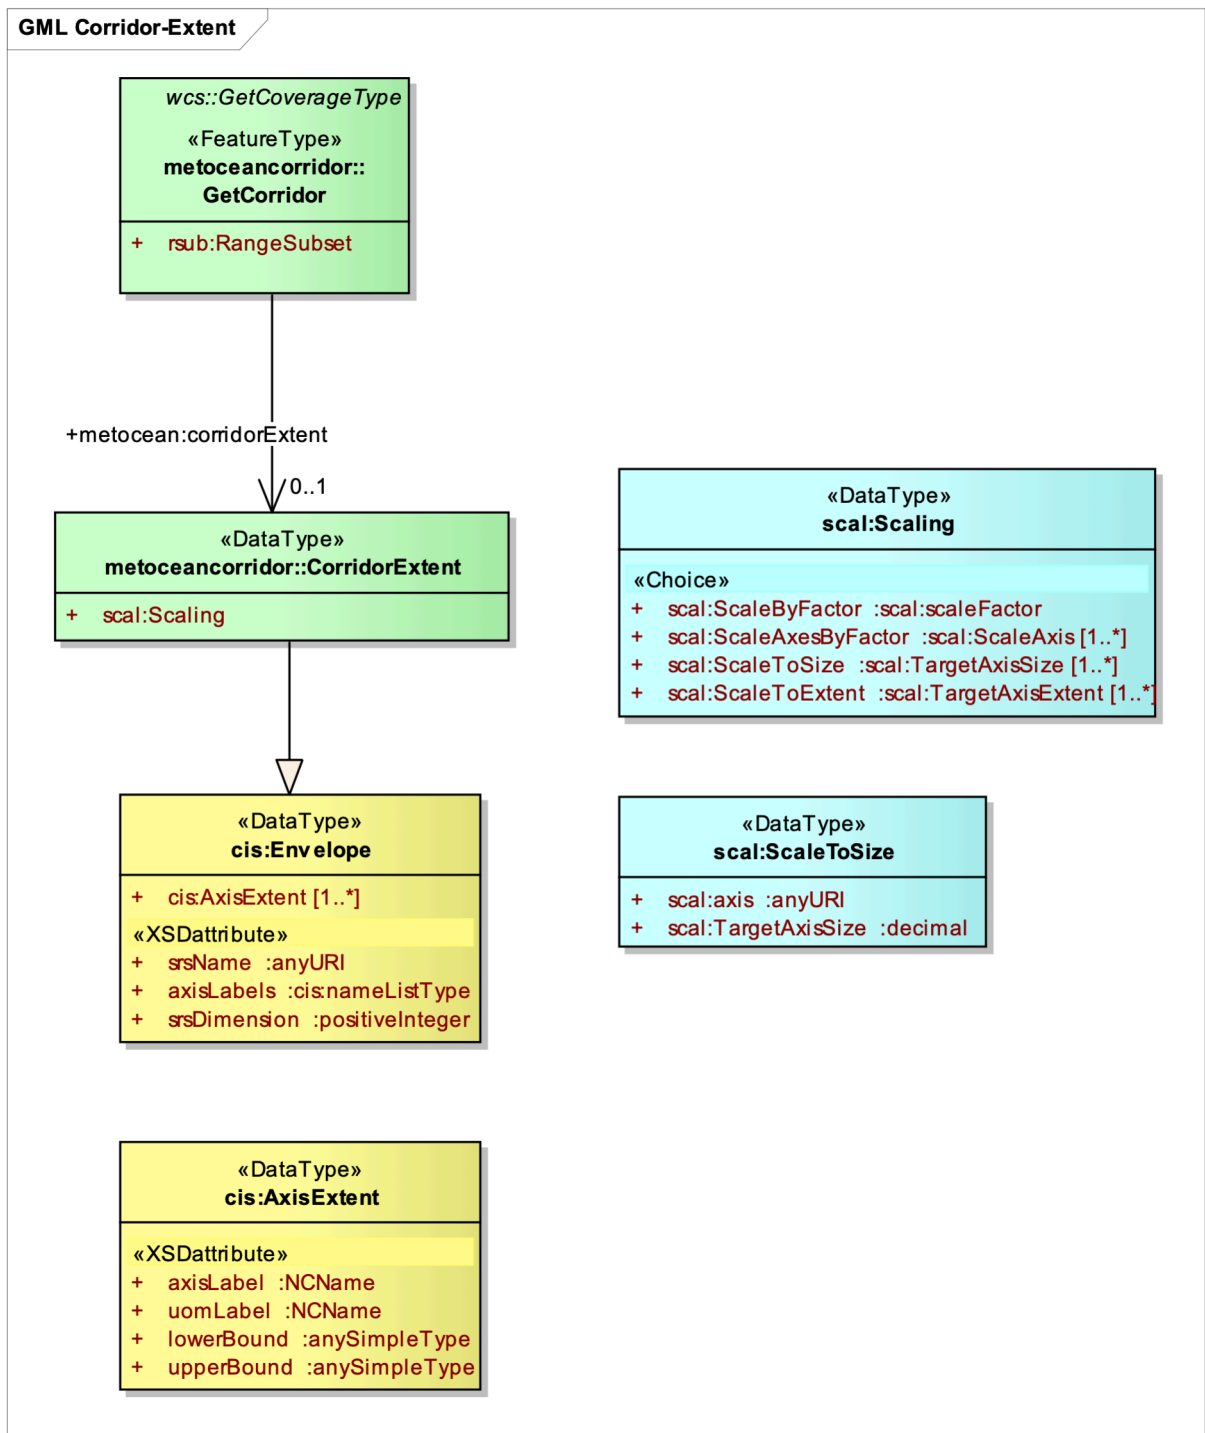 GML Corridor-Extent
wcs::GetCoverageType
«FeatureType»
metoceancorridor::
GetCorridor
+ rsub:RangeSubset
+metocean:corridorExtent
0..1
«DataType»
metoceancorridor::CorridorExtent
+ scal:Scaling
«DataType»
scal:Scaling
«Choice»
+ scal:ScaleByFactor :scal:scaleFactor
+ scal:ScaleAxesByFactor :scal:ScaleAxis [1..*]
+ scal:ScaleToSize :scal:TargetAxisSize [1..*]
+ scal:ScaleToExtent :scal:TargetAxisExtent [1..*]
«DataType»
cis:Envelope
+ cis:AxisExtent [1..*]
«XSDattribute»
+ srsName :anyURI
+ axisLabels :cis:nameListType
+ srsDimension :positiveInteger
«DataType»
scal:ScaleToSize
+ scal:axis :anyURI
+ scal:TargetAxisSize :decimal
«DataType»
cis:AxisExtent
«XSDattribute»
+ axisLabel :NCName
+ uomLabel :NCName
+ lowerBound :anySimpleType
+ upperBound :anySimpleType